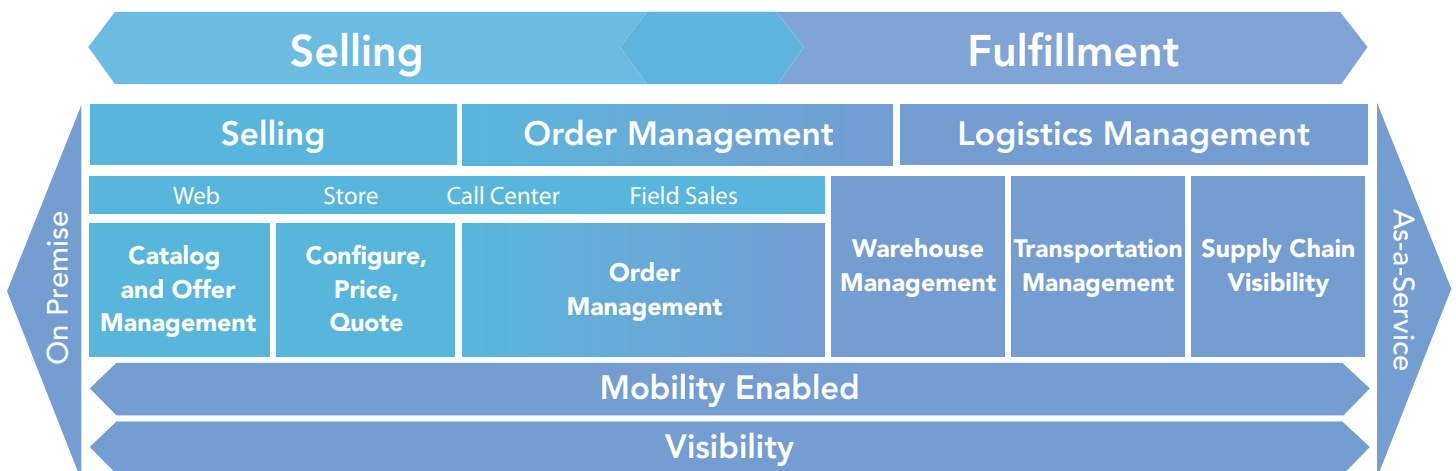 Selling
Fulfillment
Selling
Order Management
Logistics Management
Web
Store
Call Center
Field Sales
On Premise
Catalog
and Offer
Management
Configure,
Price,
Quote
Order
Management
Warehouse
Management
Transportation
Management
Supply Chain
Visibility
As-a-Service
Mobility Enabled
Visibility